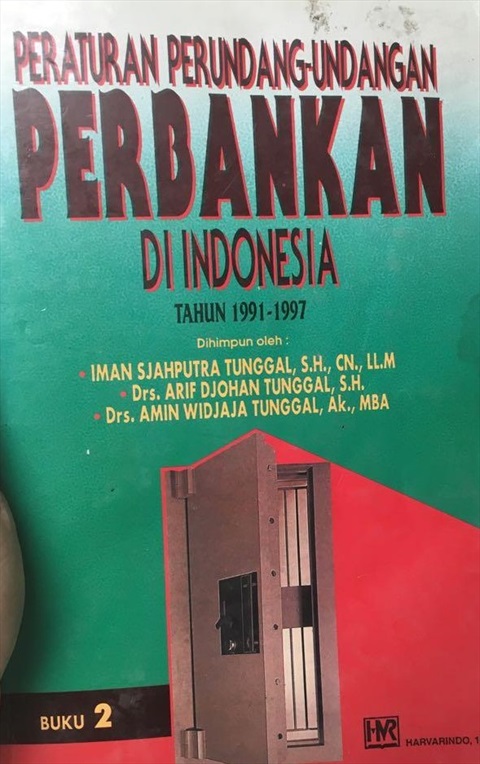 PERATURAN PERUNDANG-UNDANGAN
PERBANKAN
DI INDONESIA
TAHUN 1991-1997
Dihimpun oleh :
• IMAN SJAHPUTRA TUNGGAL, S.H., CN., LL.M
• Drs. ARIF DJOHAN TUNGGAL, S.H.
• Drs. AMIN WIDJAJA TUNGGAL, Ak., MBA
BUKU 2
HARVARINDO, 1